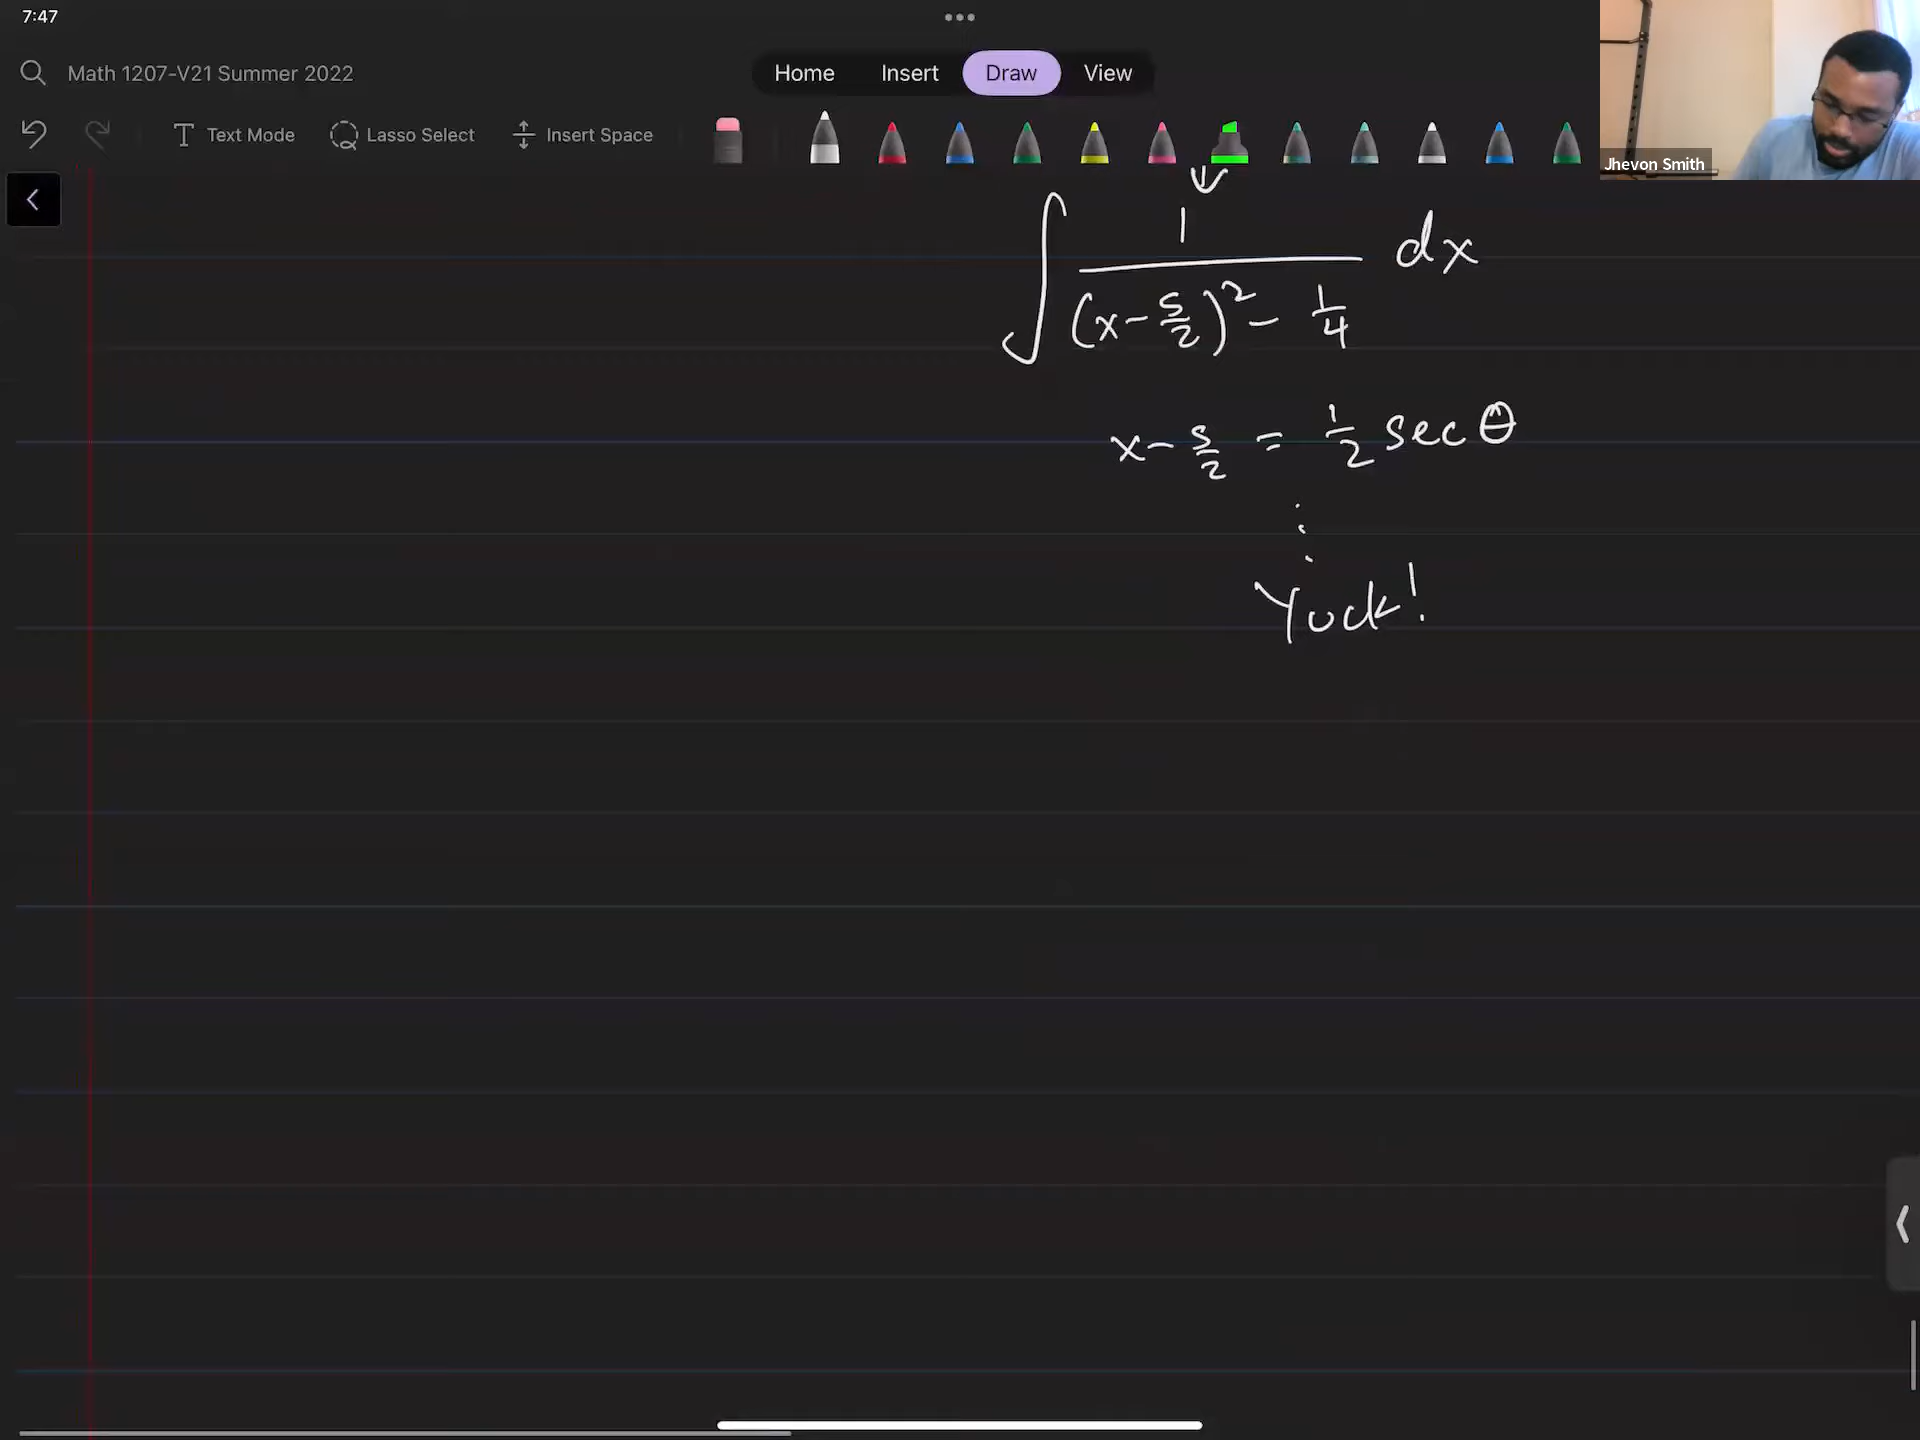 7:47
Math 1207-V21 Summer 2022
Home Insert Draw View
Text Mode Lasso Select Insert Space
Jhevon Smith
∫ 1/((x-5/2)² - 1/4) dx
x - 5/2 = 1/2 sec θ
⋮
Yuck!